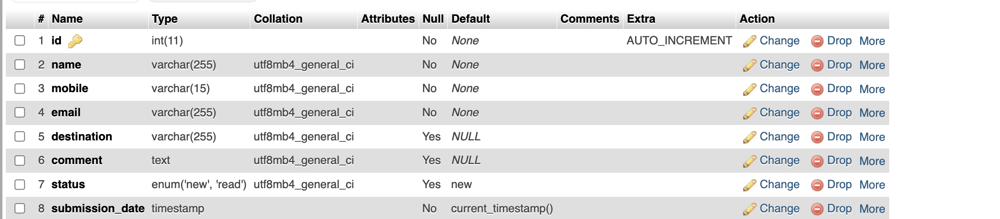 # Name Type Collation Attributes Null Default Comments Extra Action
1 id int(11) No None AUTO_INCREMENT Change Drop More
2 name varchar(255) utf8mb4_general_ci No None Change Drop More
3 mobile varchar(15) utf8mb4_general_ci No None Change Drop More
4 email varchar(255) utf8mb4_general_ci No None Change Drop More
5 destination varchar(255) utf8mb4_general_ci Yes NULL Change Drop More
6 comment text utf8mb4_general_ci Yes NULL Change Drop More
7 status enum('new', 'read') utf8mb4_general_ci Yes new Change Drop More
8 submission_date timestamp No current_timestamp() Change Drop More